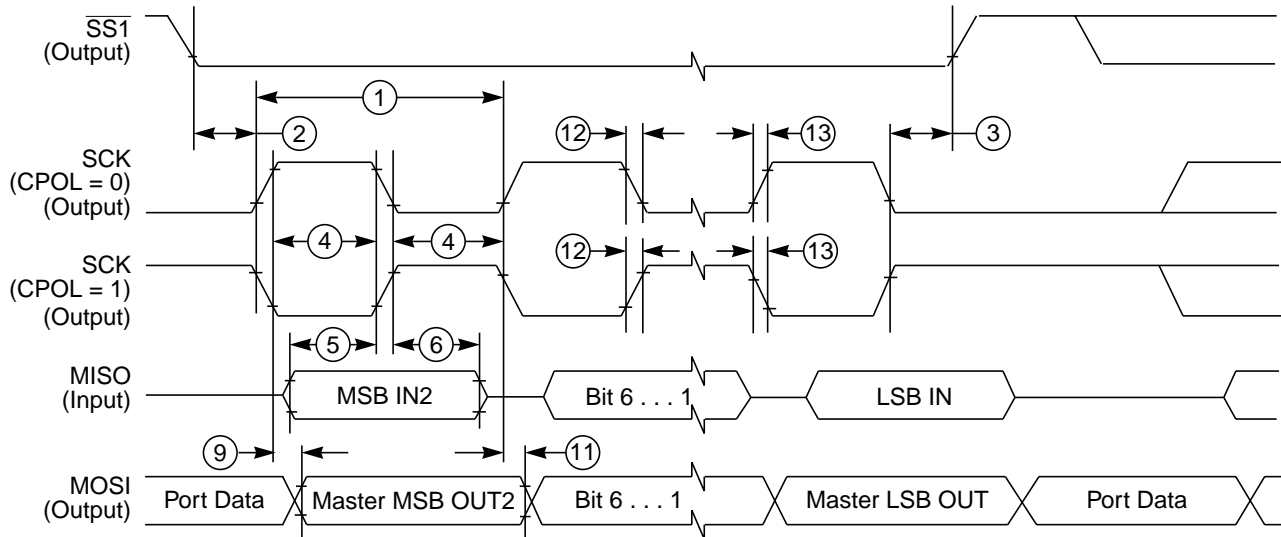 SS1
(Output)
1
2
12
13
3
SCK
(CPOL = 0)
(Output)
4
4
12
13
SCK
(CPOL = 1)
(Output)
5
6
MISO
(Input)
MSB IN2
Bit 6 . . . 1
LSB IN
9
11
MOSI
(Output)
Port Data
Master MSB OUT2
Bit 6 . . . 1
Master LSB OUT
Port Data